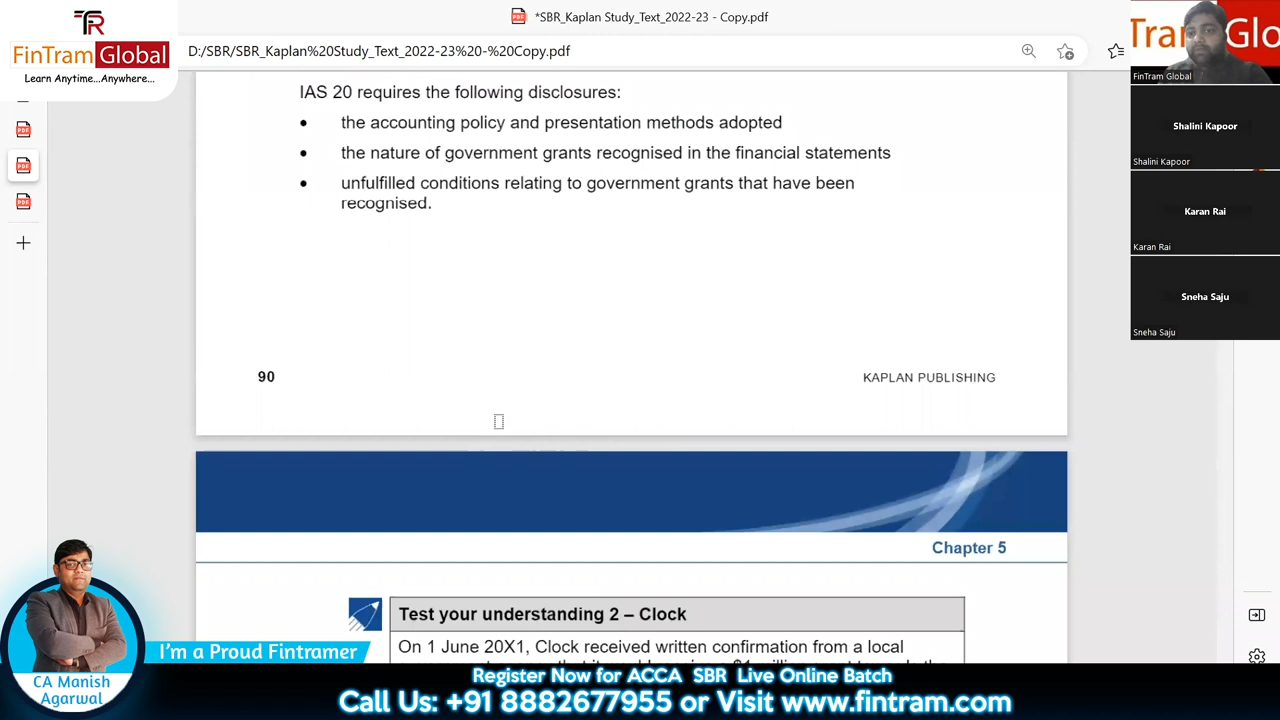 FinTram Global
Learn Anytime...Anywhere...
*SBR_Kaplan Study_Text_2022-23 - Copy.pdf
D:/SBR/SBR_Kaplan%20Study_Text_2022-23%20-%20Copy.pdf
IAS 20 requires the following disclosures:
• the accounting policy and presentation methods adopted
• the nature of government grants recognised in the financial statements
• unfulfilled conditions relating to government grants that have been
recognised.
90
KAPLAN PUBLISHING
Chapter 5
Test your understanding 2 – Clock
On 1 June 20X1, Clock received written confirmation from a local
FinTram Global
Shalini Kapoor
Shalini Kapoor
Karan Rai
Karan Rai
Sneha Saju
Sneha Saju
I'm a Proud Fintramer
CA Manish
Agarwal
Register Now for ACCA SBR Live Online Batch
Call Us: +91 8882677955 or Visit www.fintram.com